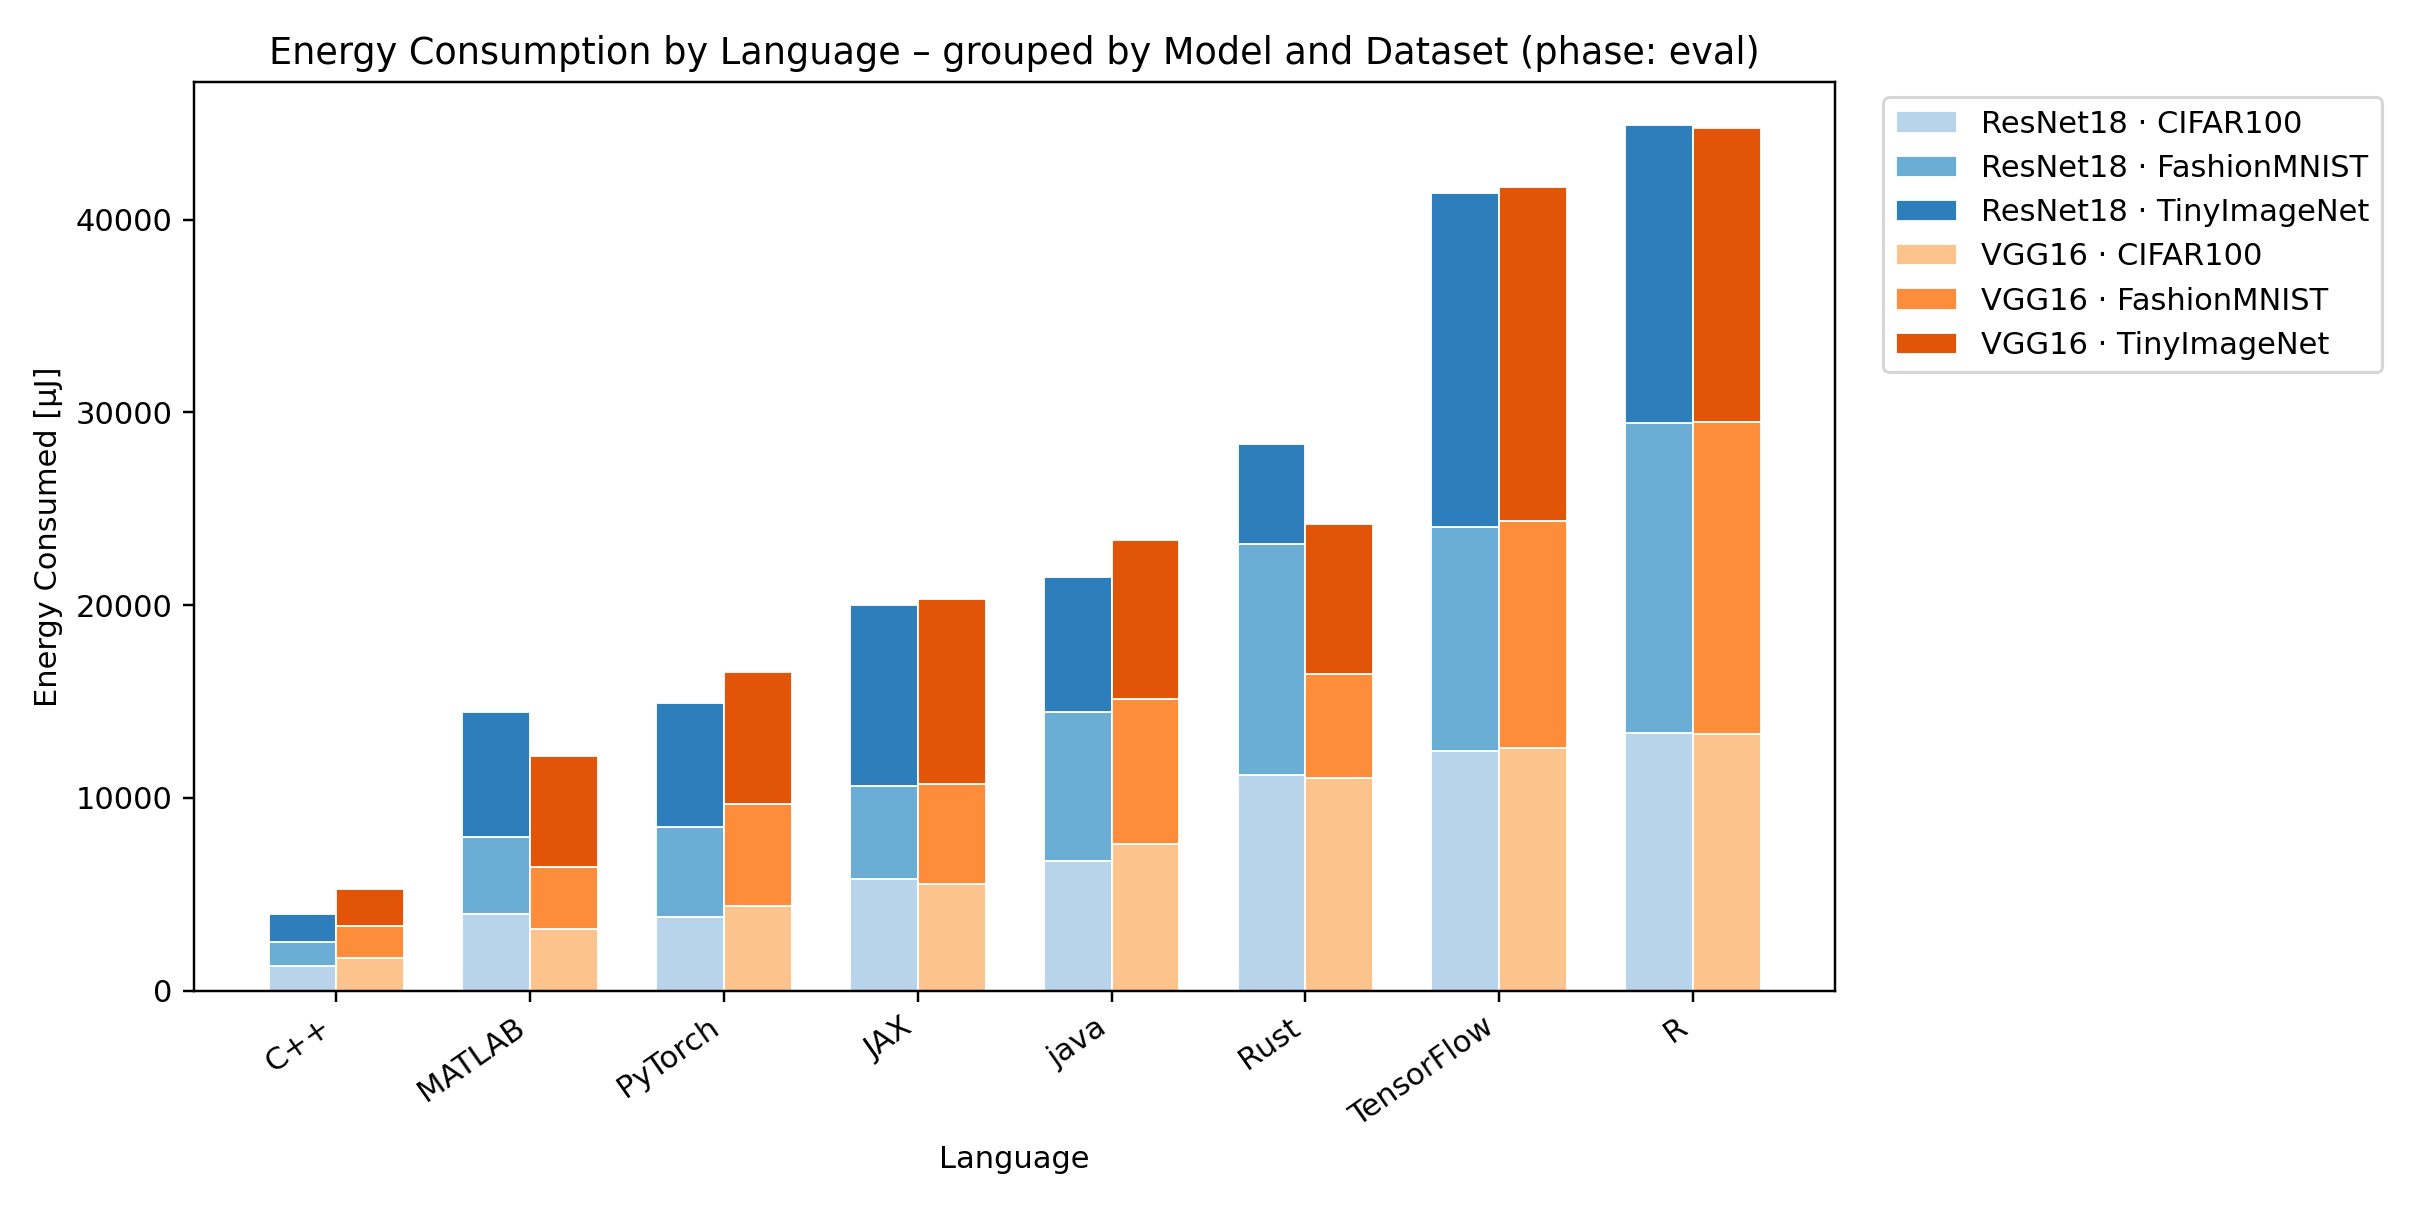 Energy Consumption by Language – grouped by Model and Dataset (phase: eval)
Energy Consumed [µJ]
40000
30000
20000
10000
0
C++
MATLAB
PyTorch
JAX
java
Rust
TensorFlow
R
Language
ResNet18 · CIFAR100
ResNet18 · FashionMNIST
ResNet18 · TinyImageNet
VGG16 · CIFAR100
VGG16 · FashionMNIST
VGG16 · TinyImageNet